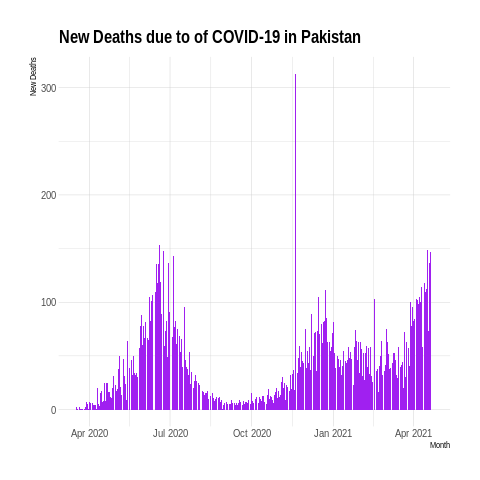 New Deaths due to of COVID-19 in Pakistan
New Deaths
300
200
100
0
Apr 2020
Jul 2020
Oct 2020
Jan 2021
Apr 2021
Month